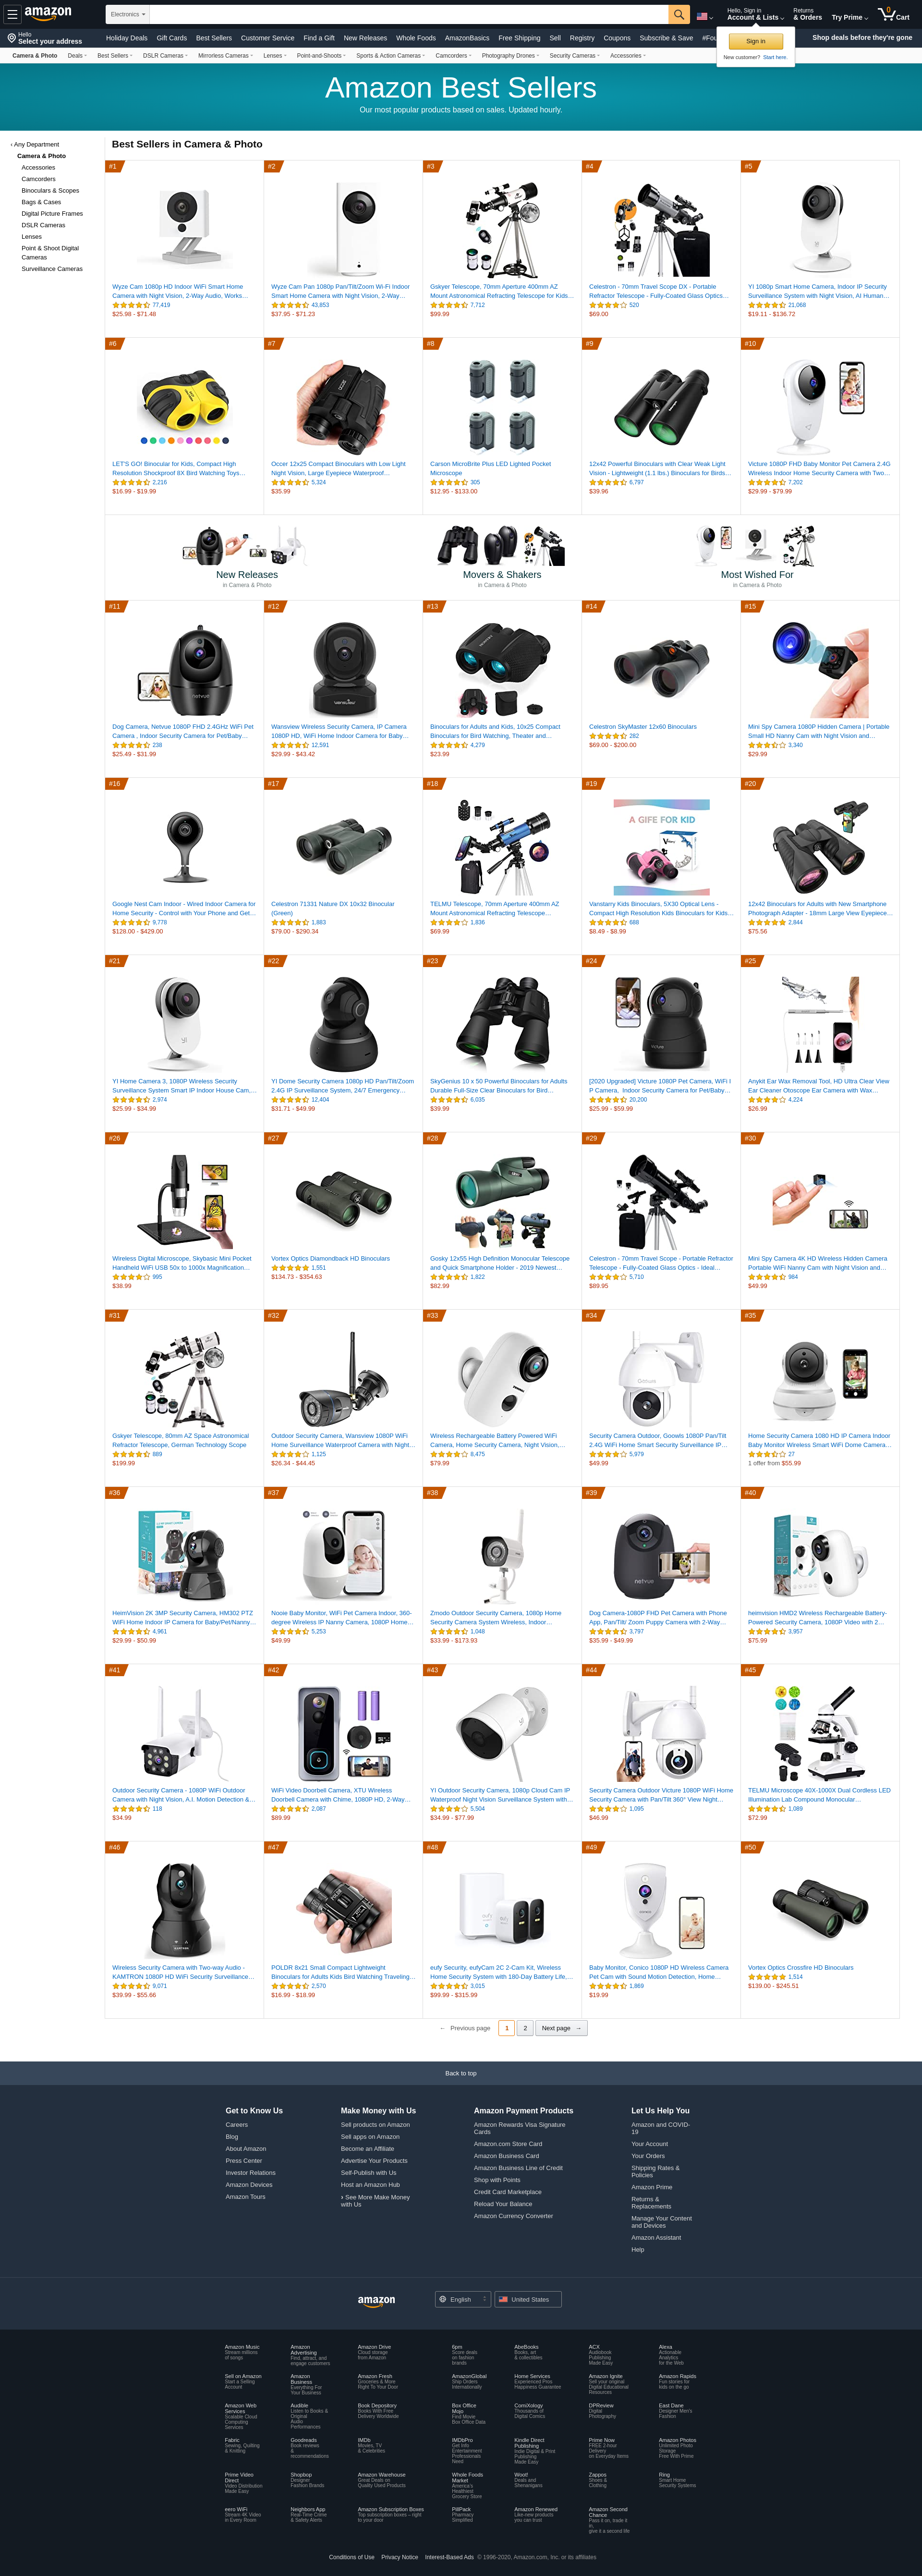 amazon
Electronics
Hello, Sign in
Account & Lists
Returns
& Orders
Try Prime
0
Cart
Hello
Select your address
Holiday Deals
Gift Cards
Best Sellers
Customer Service
Find a Gift
New Releases
Whole Foods
AmazonBasics
Free Shipping
Sell
Registry
Coupons
Subscribe & Save
#Fou
Shop deals before they're gone
Sign in
New customer? Start here.
Camera & Photo
Deals
Best Sellers
DSLR Cameras
Mirrorless Cameras
Lenses
Point-and-Shoots
Sports & Action Cameras
Camcorders
Photography Drones
Security Cameras
Accessories
Amazon Best Sellers
Our most popular products based on sales. Updated hourly.
‹ Any Department
Camera & Photo
Accessories
Camcorders
Binoculars & Scopes
Bags & Cases
Digital Picture Frames
DSLR Cameras
Lenses
Point & Shoot Digital
Cameras
Surveillance Cameras
Best Sellers in Camera & Photo
#1
Wyze Cam 1080p HD Indoor WiFi Smart Home
Camera with Night Vision, 2-Way Audio, Works…
77,419
$25.98 - $71.48
#2
Wyze Cam Pan 1080p Pan/Tilt/Zoom Wi-Fi Indoor
Smart Home Camera with Night Vision, 2-Way…
43,853
$37.95 - $71.23
#3
Gskyer Telescope, 70mm Aperture 400mm AZ
Mount Astronomical Refracting Telescope for Kids…
7,712
$99.99
#4
Celestron - 70mm Travel Scope DX - Portable
Refractor Telescope - Fully-Coated Glass Optics…
520
$69.00
#5
YI 1080p Smart Home Camera, Indoor IP Security
Surveillance System with Night Vision, AI Human…
21,068
$19.11 - $136.72
#6
LET'S GO! Binocular for Kids, Compact High
Resolution Shockproof 8X Bird Watching Toys…
2,216
$16.99 - $19.99
#7
Occer 12x25 Compact Binoculars with Low Light
Night Vision, Large Eyepiece Waterproof…
5,324
$35.99
#8
Carson MicroBrite Plus LED Lighted Pocket
Microscope
305
$12.95 - $133.00
#9
12x42 Powerful Binoculars with Clear Weak Light
Vision - Lightweight (1.1 lbs.) Binoculars for Birds…
6,797
$39.96
#10
Victure 1080P FHD Baby Monitor Pet Camera 2.4G
Wireless Indoor Home Security Camera with Two…
7,202
$29.99 - $79.99
New Releases
in Camera & Photo
Movers & Shakers
in Camera & Photo
Most Wished For
in Camera & Photo
#11
netvue
Dog Camera, Netvue 1080P FHD 2.4GHz WiFi Pet
Camera , Indoor Security Camera for Pet/Baby…
238
$25.49 - $31.99
#12
Wansview Wireless Security Camera, IP Camera
1080P HD, WiFi Home Indoor Camera for Baby…
12,591
$29.99 - $43.42
#13
Binoculars for Adults and Kids, 10x25 Compact
Binoculars for Bird Watching, Theater and…
4,279
$23.99
#14
Celestron SkyMaster 12x60 Binoculars
282
$69.00 - $200.00
#15
Mini Spy Camera 1080P Hidden Camera | Portable
Small HD Nanny Cam with Night Vision and…
3,340
$29.99
#16
Google Nest Cam Indoor - Wired Indoor Camera for
Home Security - Control with Your Phone and Get…
9,778
$128.00 - $429.00
#17
Celestron 71331 Nature DX 10x32 Binocular
(Green)
1,883
$79.00 - $290.34
#18
TELMU Telescope, 70mm Aperture 400mm AZ
Mount Astronomical Refracting Telescope…
1,836
$69.99
#19
A GIFE FOR KID
Vanstarry Kids Binoculars, 5X30 Optical Lens -
Compact High Resolution Kids Binoculars for Kids…
688
$8.49 - $8.99
#20
12x42 Binoculars for Adults with New Smartphone
Photograph Adapter - 18mm Large View Eyepiece…
2,844
$75.56
#21
YI Home Camera 3, 1080P Wireless Security
Surveillance System Smart IP Indoor House Cam,…
2,974
$25.99 - $34.99
#22
YI Dome Security Camera 1080p HD Pan/Tilt/Zoom
2.4G IP Surveillance System, 24/7 Emergency…
12,404
$31.71 - $49.99
#23
SkyGenius 10 x 50 Powerful Binoculars for Adults
Durable Full-Size Clear Binoculars for Bird…
6,035
$39.99
#24
Victure
[2020 Upgraded] Victure 1080P Pet Camera, WiFi I
P Camera、Indoor Security Camera for Pet/Baby…
20,200
$25.99 - $59.99
#25
Anykit Ear Wax Removal Tool, HD Ultra Clear View
Ear Cleaner Otoscope Ear Camera with Wax…
4,224
$26.99
#26
Wireless Digital Microscope, Skybasic Mini Pocket
Handheld WiFi USB 50x to 1000x Magnification…
995
$38.99
#27
Vortex Optics Diamondback HD Binoculars
1,551
$134.73 - $354.63
#28
Gosky 12x55 High Definition Monocular Telescope
and Quick Smartphone Holder - 2019 Newest…
1,822
$82.99
#29
Celestron - 70mm Travel Scope - Portable Refractor
Telescope - Fully-Coated Glass Optics - Ideal…
5,710
$89.95
#30
Mini Spy Camera 4K HD Wireless Hidden Camera
Portable WiFi Nanny Cam with Night Vision and…
984
$49.99
#31
Gskyer Telescope, 80mm AZ Space Astronomical
Refractor Telescope, German Technology Scope
889
$199.99
#32
Outdoor Security Camera, Wansview 1080P WiFi
Home Surveillance Waterproof Camera with Night…
1,125
$26.34 - $44.45
#33
Wireless Rechargeable Battery Powered WiFi
Camera, Home Security Camera, Night Vision,…
8,475
$79.99
#34
Security Camera Outdoor, Goowls 1080P Pan/Tilt
2.4G WiFi Home Smart Security Surveillance IP…
5,979
$49.99
#35
Home Security Camera 1080 HD IP Camera Indoor
Baby Monitor Wireless Smart WiFi Dome Camera…
27
1 offer from $55.99
#36
HeimVision 2K 3MP Security Camera, HM302 PTZ
WiFi Home Indoor IP Camera for Baby/Pet/Nanny…
4,961
$29.99 - $50.99
#37
Nooie Baby Monitor, WiFi Pet Camera Indoor, 360-
degree Wireless IP Nanny Camera, 1080P Home…
5,253
$49.99
#38
Zmodo Outdoor Security Camera, 1080p Home
Security Camera System Wireless, Indoor…
1,048
$33.99 - $173.93
#39
netvue
Dog Camera-1080P FHD Pet Camera with Phone
App, Pan/Tilt/ Zoom Puppy Camera with 2-Way…
3,797
$35.99 - $49.99
#40
heimvision HMD2 Wireless Rechargeable Battery-
Powered Security Camera, 1080P Video with 2…
3,957
$75.99
#41
Outdoor Security Camera - 1080P WiFi Outdoor
Camera with Night Vision, A.I. Motion Detection &…
118
$34.99
#42
WiFi Video Doorbell Camera, XTU Wireless
Doorbell Camera with Chime, 1080P HD, 2-Way…
2,087
$89.99
#43
YI Outdoor Security Camera, 1080p Cloud Cam IP
Waterproof Night Vision Surveillance System with…
5,504
$34.99 - $77.99
#44
Security Camera Outdoor Victure 1080P WiFi Home
Security Camera with Pan/Tilt 360° View Night…
1,095
$46.99
#45
TELMU Microscope 40X-1000X Dual Cordless LED
Illumination Lab Compound Monocular…
1,089
$72.99
#46
Wireless Security Camera with Two-way Audio -
KAMTRON 1080P HD WiFi Security Surveillance…
9,071
$39.99 - $55.66
#47
POLDR 8x21 Small Compact Lightweight
Binoculars for Adults Kids Bird Watching Traveling…
2,570
$16.99 - $18.99
#48
eufy Security, eufyCam 2C 2-Cam Kit, Wireless
Home Security System with 180-Day Battery Life,…
3,015
$99.99 - $315.99
#49
Baby Monitor, Conico 1080P HD Wireless Camera
Pet Cam with Sound Motion Detection, Home…
1,869
$19.99
#50
Vortex Optics Crossfire HD Binoculars
1,514
$139.00 - $245.51
← Previous page
1
2
Next page →
Back to top
Get to Know Us
Careers
Blog
About Amazon
Press Center
Investor Relations
Amazon Devices
Amazon Tours
Make Money with Us
Sell products on Amazon
Sell apps on Amazon
Become an Affiliate
Advertise Your Products
Self-Publish with Us
Host an Amazon Hub
› See More Make Money
with Us
Amazon Payment Products
Amazon Rewards Visa Signature
Cards
Amazon.com Store Card
Amazon Business Card
Amazon Business Line of Credit
Shop with Points
Credit Card Marketplace
Reload Your Balance
Amazon Currency Converter
Let Us Help You
Amazon and COVID-
19
Your Account
Your Orders
Shipping Rates &
Policies
Amazon Prime
Returns &
Replacements
Manage Your Content
and Devices
Amazon Assistant
Help
amazon
English
United States
Amazon Music
Stream millions
of songs
Amazon
Advertising
Find, attract, and
engage customers
Amazon Drive
Cloud storage
from Amazon
6pm
Score deals
on fashion
brands
AbeBooks
Books, art
& collectibles
ACX
Audiobook
Publishing
Made Easy
Alexa
Actionable
Analytics
for the Web
Sell on Amazon
Start a Selling
Account
Amazon
Business
Everything For
Your Business
Amazon Fresh
Groceries & More
Right To Your Door
AmazonGlobal
Ship Orders
Internationally
Home Services
Experienced Pros
Happiness Guarantee
Amazon Ignite
Sell your original
Digital Educational
Resources
Amazon Rapids
Fun stories for
kids on the go
Amazon Web
Services
Scalable Cloud
Computing
Services
Audible
Listen to Books &
Original
Audio
Performances
Book Depository
Books With Free
Delivery Worldwide
Box Office
Mojo
Find Movie
Box Office Data
ComiXology
Thousands of
Digital Comics
DPReview
Digital
Photography
East Dane
Designer Men's
Fashion
Fabric
Sewing, Quilting
& Knitting
Goodreads
Book reviews
&
recommendations
IMDb
Movies, TV
& Celebrities
IMDbPro
Get Info
Entertainment
Professionals
Need
Kindle Direct
Publishing
Indie Digital & Print
Publishing
Made Easy
Prime Now
FREE 2-hour
Delivery
on Everyday Items
Amazon Photos
Unlimited Photo
Storage
Free With Prime
Prime Video
Direct
Video Distribution
Made Easy
Shopbop
Designer
Fashion Brands
Amazon Warehouse
Great Deals on
Quality Used Products
Whole Foods
Market
America's
Healthiest
Grocery Store
Woot!
Deals and
Shenanigans
Zappos
Shoes &
Clothing
Ring
Smart Home
Security Systems
eero WiFi
Stream 4K Video
in Every Room
Neighbors App
Real-Time Crime
& Safety Alerts
Amazon Subscription Boxes
Top subscription boxes – right
to your door
PillPack
Pharmacy
Simplified
Amazon Renewed
Like-new products
you can trust
Amazon Second
Chance
Pass it on, trade it
in,
give it a second life
Conditions of Use
Privacy Notice
Interest-Based Ads
© 1996-2020, Amazon.com, Inc. or its affiliates